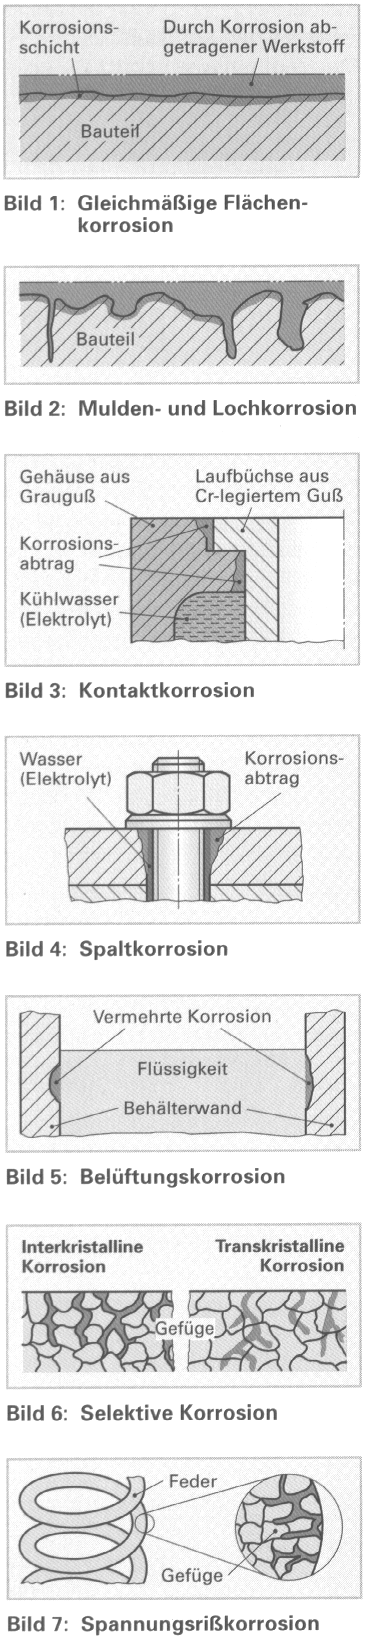 Korrosions-
schicht
Durch Korrosion ab-
getragener Werkstoff
Bauteil
Bild 1: Gleichmäßige Flächen-
korrosion
Bauteil
Bild 2: Mulden- und Lochkorrosion
Gehäuse aus
Grauguß
Laufbüchse aus
Cr-legiertem Guß
Korrosions-
abtrag
Kühlwasser
(Elektrolyt)
Bild 3: Kontaktkorrosion
Wasser
(Elektrolyt)
Korrosions-
abtrag
Bild 4: Spaltkorrosion
Vermehrte Korrosion
Flüssigkeit
Behälterwand
Bild 5: Belüftungskorrosion
Interkristalline
Korrosion
Transkristalline
Korrosion
Gefüge
Bild 6: Selektive Korrosion
Feder
Gefüge
Bild 7: Spannungsrißkorrosion